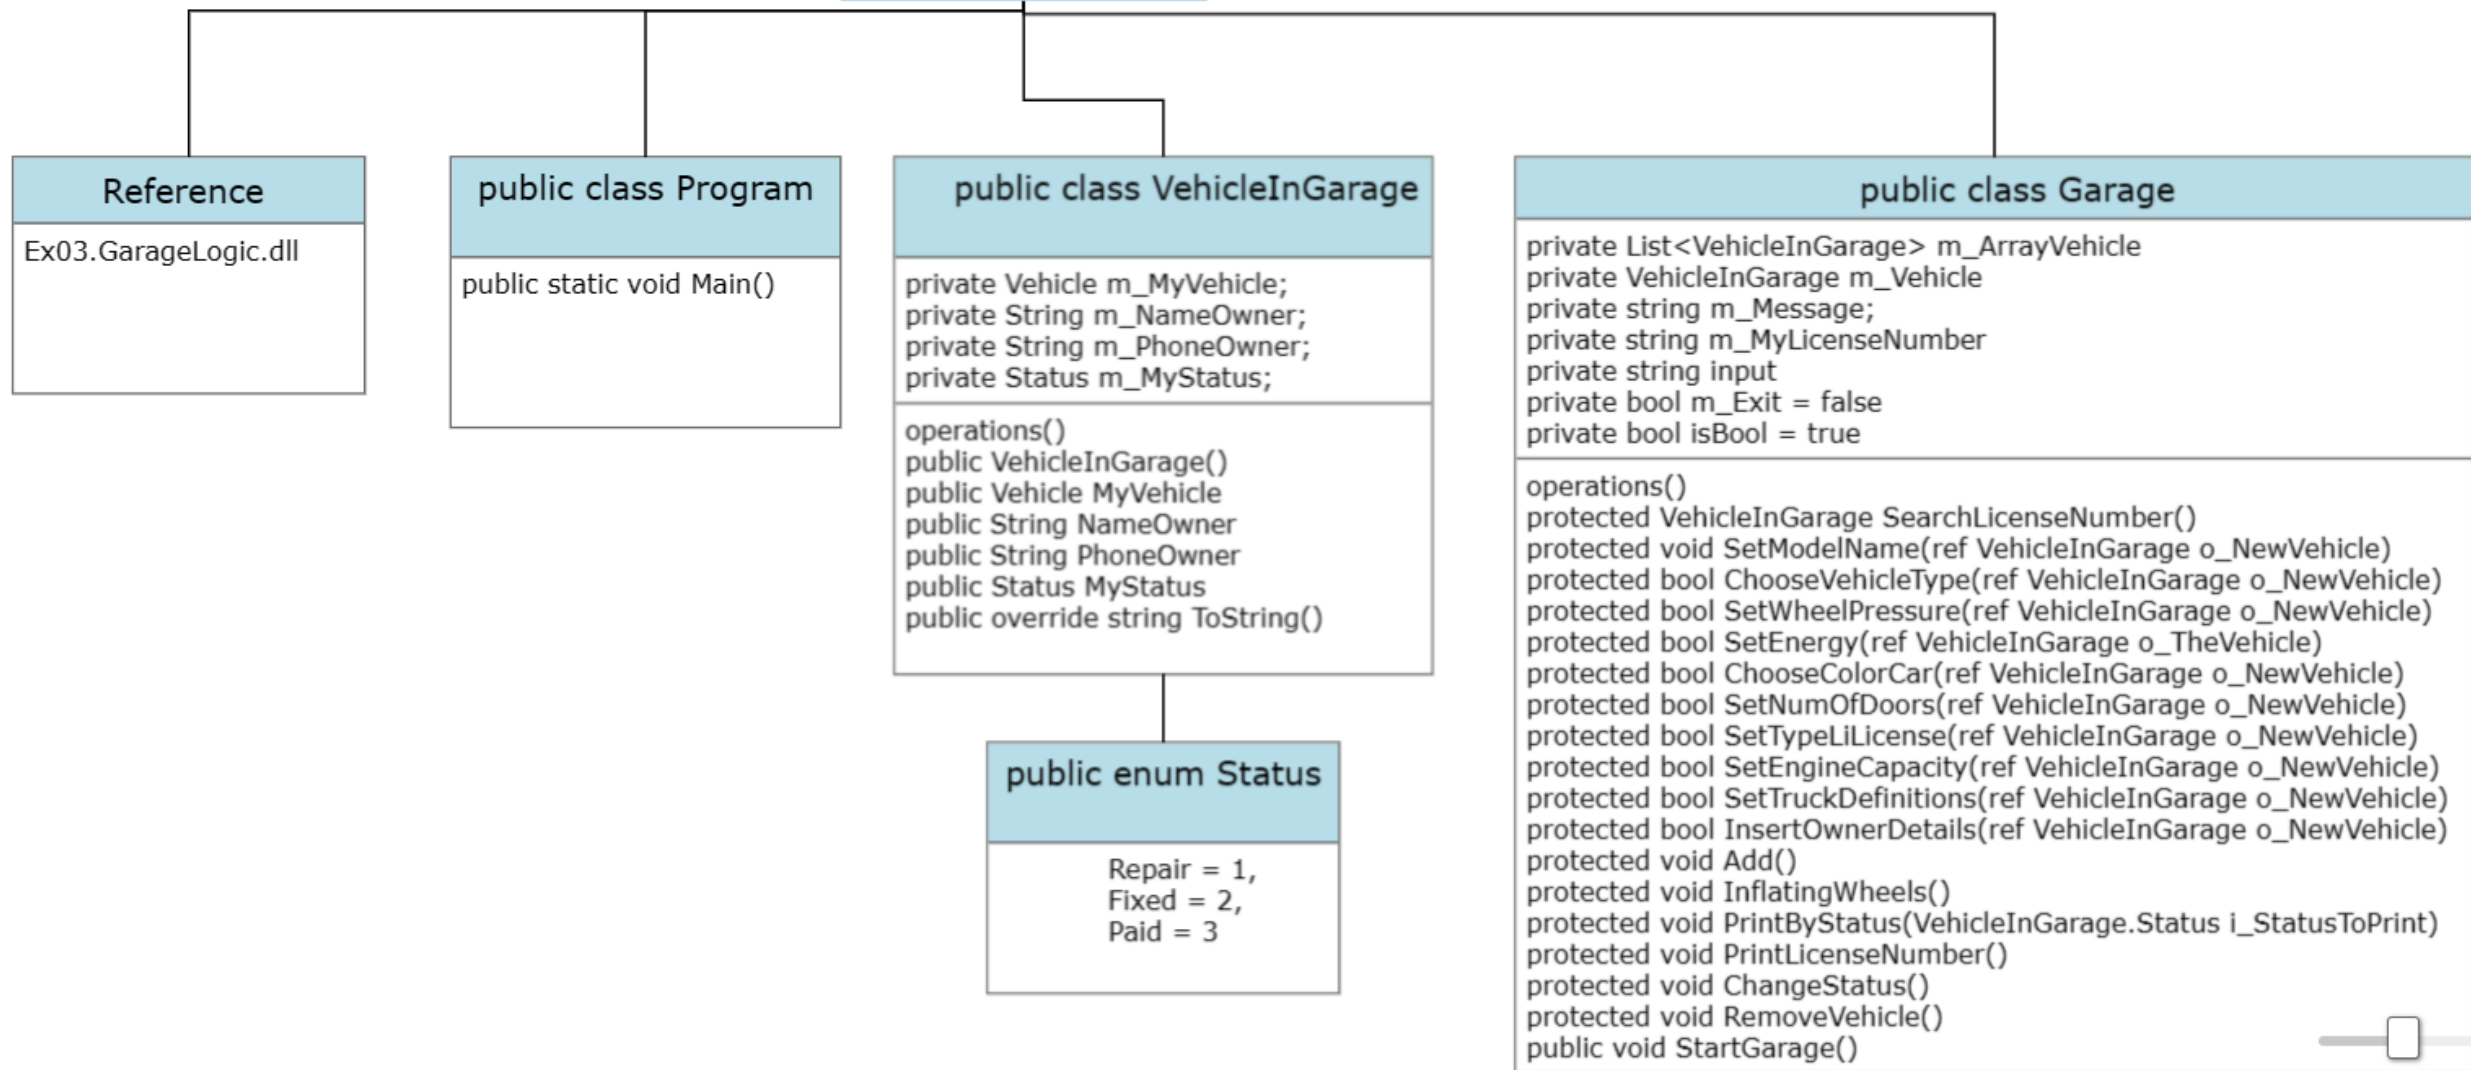 Reference
Ex03.GarageLogic.dll
public class Program
public static void Main()
public class VehicleInGarage
private Vehicle m_MyVehicle;
private String m_NameOwner;
private String m_PhoneOwner;
private Status m_MyStatus;
operations()
public VehicleInGarage()
public Vehicle MyVehicle
public String NameOwner
public String PhoneOwner
public Status MyStatus
public override string ToString()
public enum Status
Repair = 1,
Fixed = 2,
Paid = 3
public class Garage
private List<VehicleInGarage> m_ArrayVehicle
private VehicleInGarage m_Vehicle
private string m_Message;
private string m_MyLicenseNumber
private string input
private bool m_Exit = false
private bool isBool = true
operations()
protected VehicleInGarage SearchLicenseNumber()
protected void SetModelName(ref VehicleInGarage o_NewVehicle)
protected bool ChooseVehicleType(ref VehicleInGarage o_NewVehicle)
protected bool SetWheelPressure(ref VehicleInGarage o_NewVehicle)
protected bool SetEnergy(ref VehicleInGarage o_TheVehicle)
protected bool ChooseColorCar(ref VehicleInGarage o_NewVehicle)
protected bool SetNumOfDoors(ref VehicleInGarage o_NewVehicle)
protected bool SetTypeLiLicense(ref VehicleInGarage o_NewVehicle)
protected bool SetEngineCapacity(ref VehicleInGarage o_NewVehicle)
protected bool SetTruckDefinitions(ref VehicleInGarage o_NewVehicle)
protected bool InsertOwnerDetails(ref VehicleInGarage o_NewVehicle)
protected void Add()
protected void InflatingWheels()
protected void PrintByStatus(VehicleInGarage.Status i_StatusToPrint)
protected void PrintLicenseNumber()
protected void ChangeStatus()
protected void RemoveVehicle()
public void StartGarage()